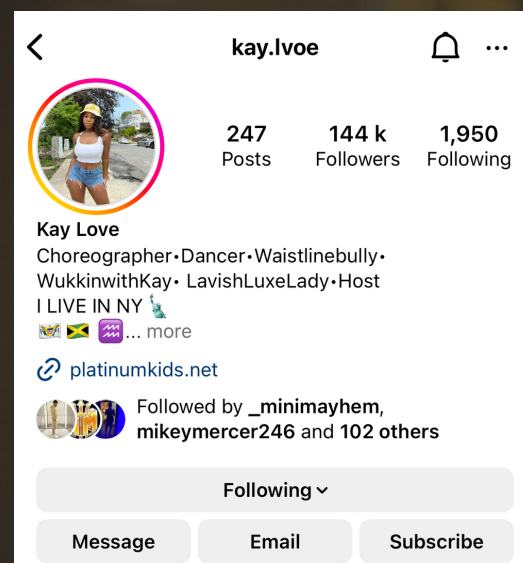 kay.lvoe
247 144 k 1,950
Posts Followers Following
Kay Love
Choreographer•Dancer•Waistlinebully•
WukkinwithKay• LavishLuxeLady•Host
I LIVE IN NY🗽
🇻🇮🇯🇲 ♒... more
platinumkids.net
Followed by _minimayhem,
mikeymercer246 and 102 others
Following
Message Email Subscribe